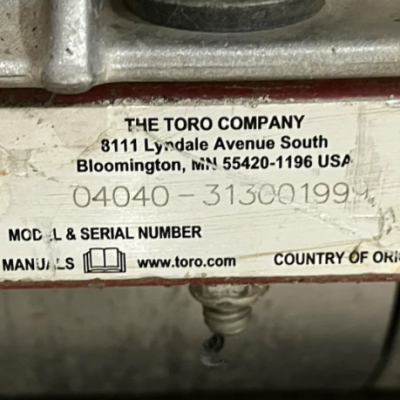 THE TORO COMPANY
8111 Lyndale Avenue South
Bloomington, MN 55420-1196 USA
04040-31300199
MODEL & SERIAL NUMBER
MANUALS www.toro.com COUNTRY OF ORI